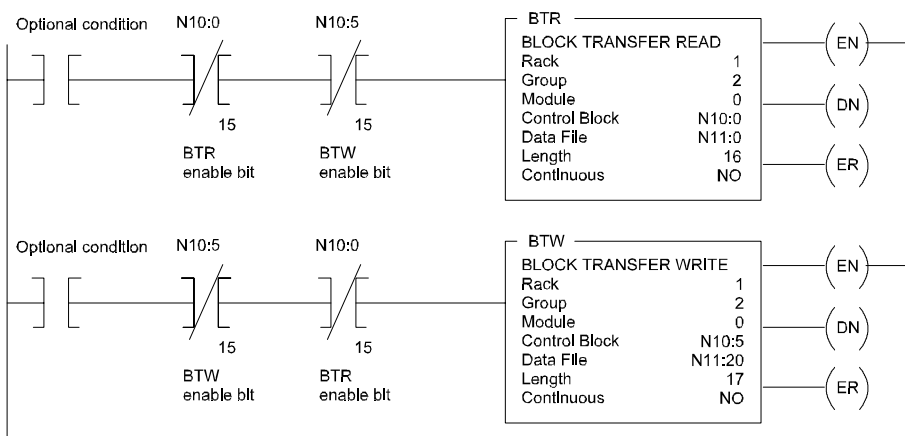 Optional condition N10:0 N10:5
15 15
BTR BTW
enable bit enable bit
BTR
BLOCK TRANSFER READ
Rack 1
Group 2
Module 0
Control Block N10:0
Data File N11:0
Length 16
Continuous NO
EN
DN
ER
Optional condition N10:5 N10:0
15 15
BTW BTR
enable bit enable bit
BTW
BLOCK TRANSFER WRITE
Rack 1
Group 2
Module 0
Control Block N10:5
Data File N11:20
Length 17
Continuous NO
EN
DN
ER